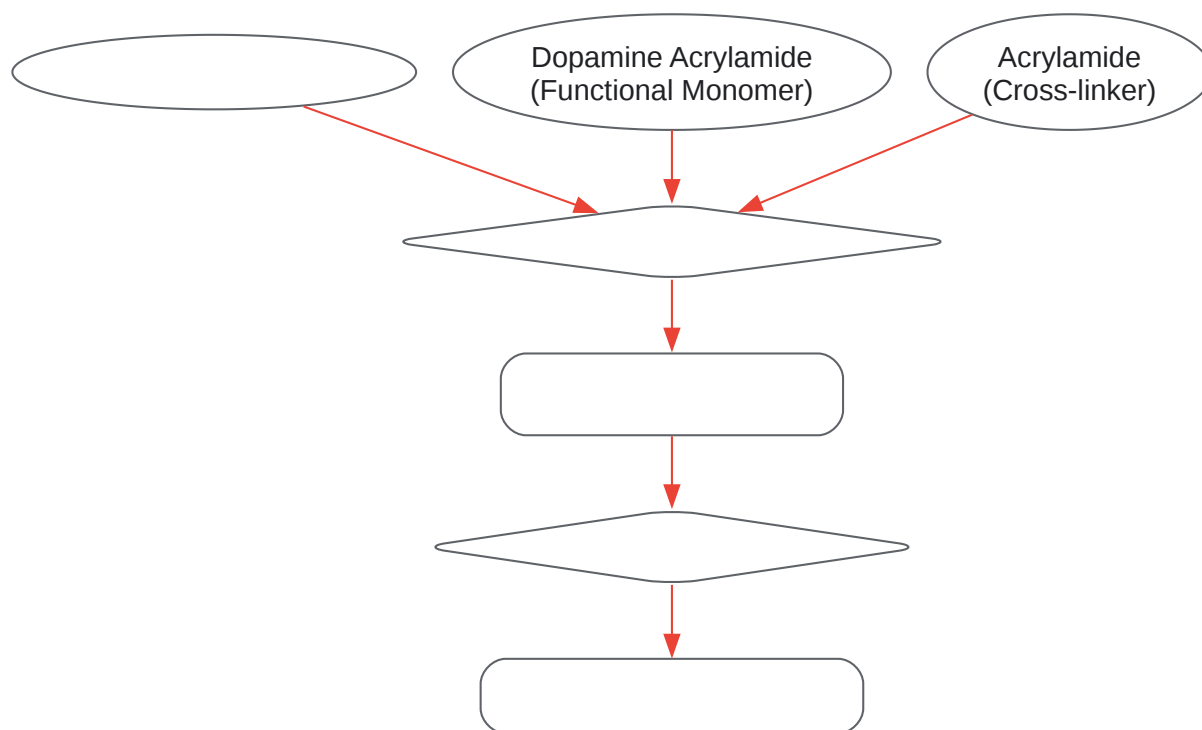 Dopamine Acrylamide
(Functional Monomer)
Acrylamide
(Cross-linker)